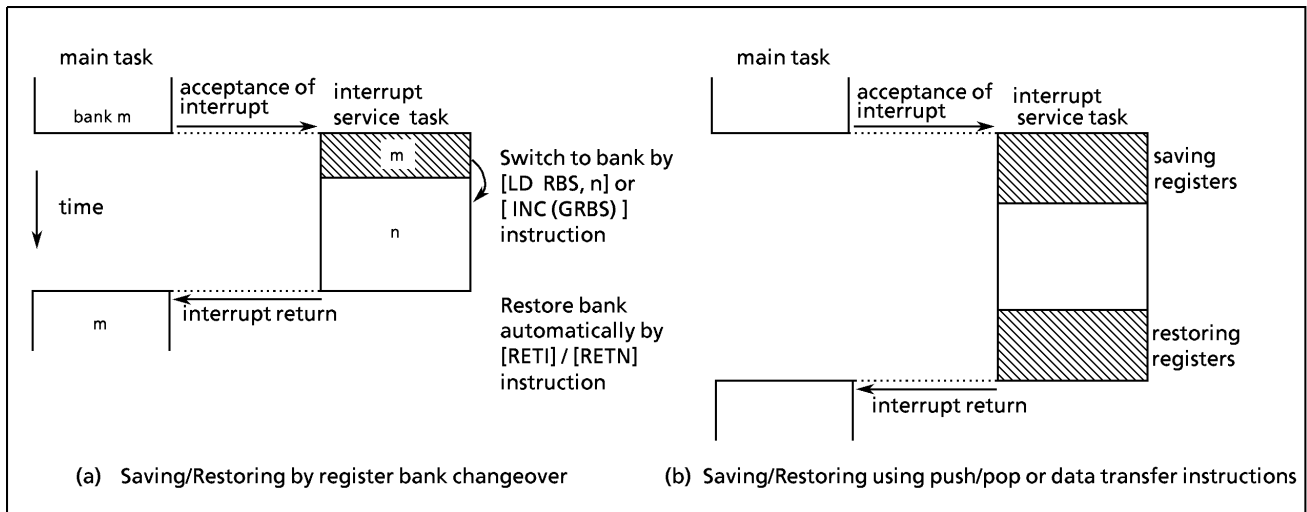 main task
bank m
acceptance of
interrupt
interrupt
service task
m
Switch to bank by
[LD RBS, n] or
[ INC (GRBS) ]
instruction
time
n
interrupt return
m
Restore bank
automatically by
[RETI] / [RETN]
instruction
(a) Saving/Restoring by register bank changeover
main task
acceptance of
interrupt
interrupt
service task
saving
registers
restoring
registers
interrupt return
(b) Saving/Restoring using push/pop or data transfer instructions